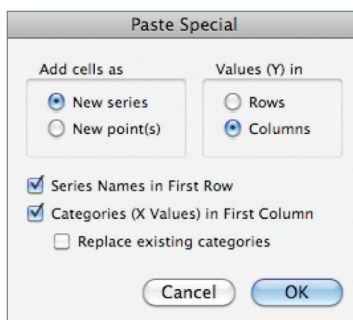 Paste Special
Add cells as
New series
New point(s)
Values (Y) in
Rows
Columns
Series Names in First Row
Categories (X Values) in First Column
Replace existing categories
Cancel
OK